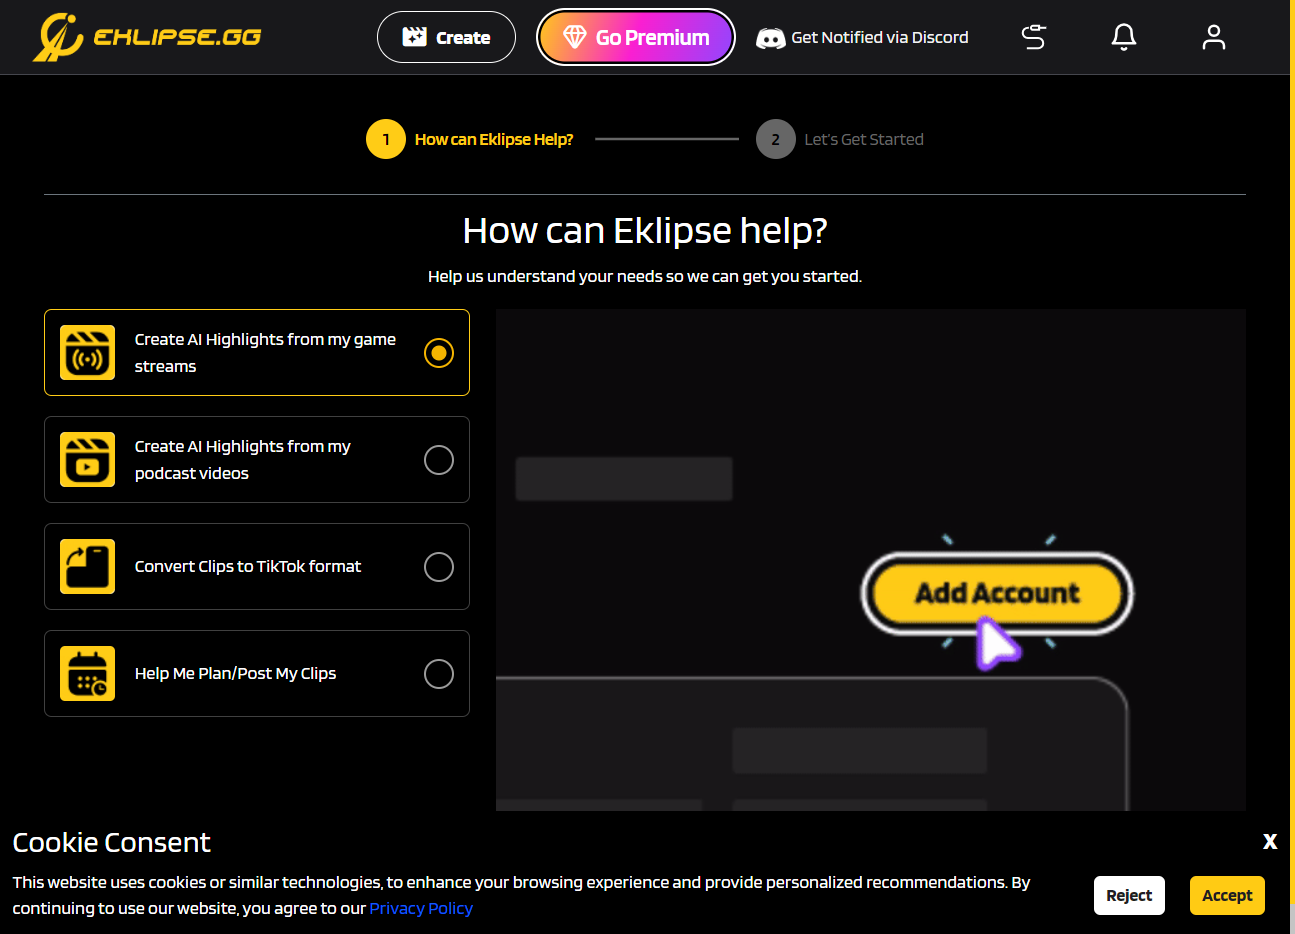 EKLIPSE.GG
Create
Go Premium
Get Notified via Discord
1 How can Eklipse Help?
2 Let's Get Started
How can Eklipse help?
Help us understand your needs so we can get you started.
Create AI Highlights from my game
streams
Create AI Highlights from my
podcast videos
Convert Clips to TikTok format
Help Me Plan/Post My Clips
Add Account
Cookie Consent
X
This website uses cookies or similar technologies, to enhance your browsing experience and provide personalized recommendations. By
continuing to use our website, you agree to our Privacy Policy
Reject
Accept